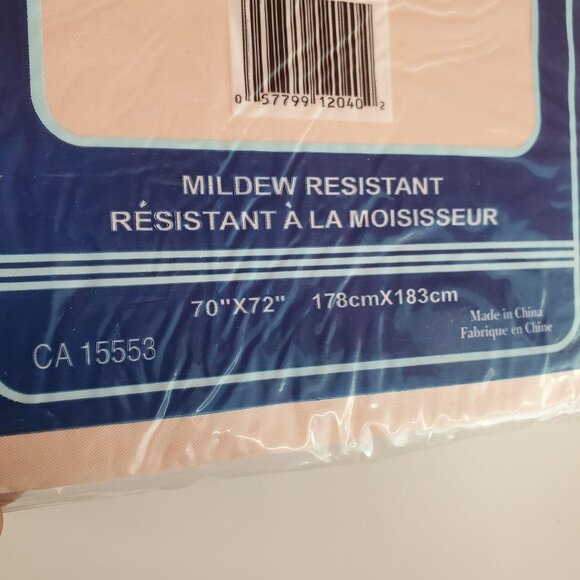 0 57799 12040 2
MILDEW RESISTANT
RÉSISTANT À LA MOISISSEUR
70"X72" 178cmX183cm
Made in China
Fabrique en Chine
CA 15553